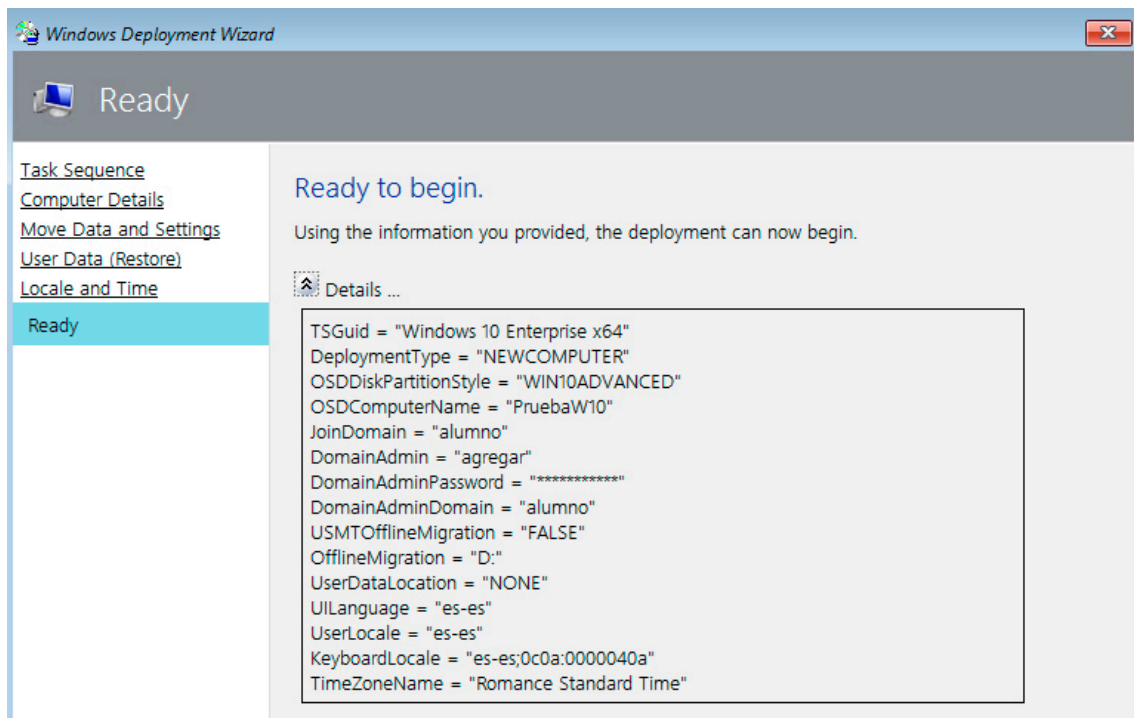 Windows Deployment Wizard
Ready
Task Sequence
Computer Details
Move Data and Settings
User Data (Restore)
Locale and Time
Ready
Ready to begin.
Using the information you provided, the deployment can now begin.
Details ...
TSGuid = "Windows 10 Enterprise x64"
DeploymentType = "NEWCOMPUTER"
OSDDiskPartitionStyle = "WIN10ADVANCED"
OSDComputerName = "PruebaW10"
JoinDomain = "alumno"
DomainAdmin = "agregar"
DomainAdminPassword = "***********"
DomainAdminDomain = "alumno"
USMTOfflineMigration = "FALSE"
OfflineMigration = "D:"
UserDataLocation = "NONE"
UILanguage = "es-es"
UserLocale = "es-es"
KeyboardLocale = "es-es;0c0a:0000040a"
TimeZoneName = "Romance Standard Time"